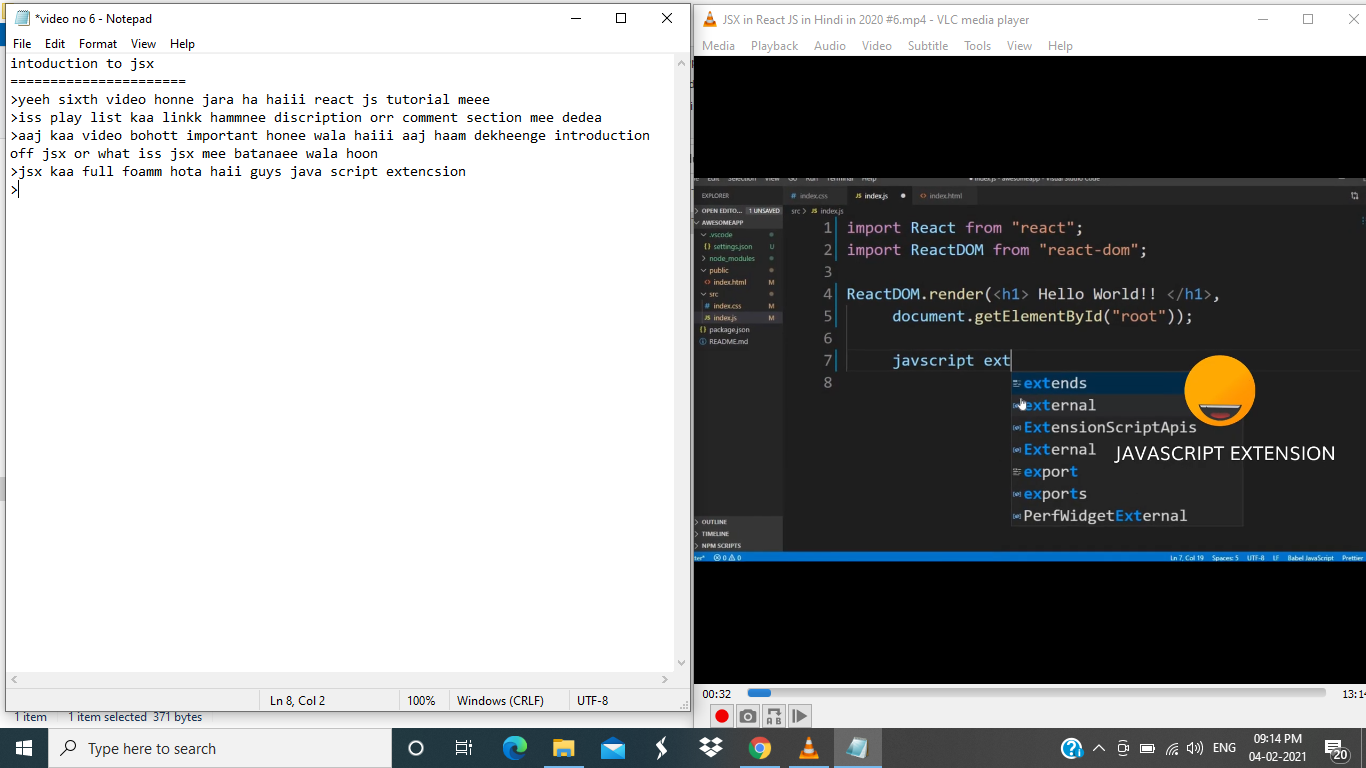 *video no 6 - Notepad
File Edit Format View Help
intoduction to jsx
======================
>yeeh sixth video honne jara ha haiii react js tutorial meee
>iss play list kaa linkk hammnee discription orr comment section mee dedea
>aaj kaa video bohott important honee wala haiii aaj haam dekheenge introduction
off jsx or what iss jsx mee batanaee wala hoon
>jsx kaa full foamm hota haii guys java script extencsion
>
Ln 8, Col 2 100% Windows (CRLF) UTF-8
1 item 1 item selected 371 bytes
JSX in React JS in Hindi in 2020 #6.mp4 - VLC media player
Media Playback Audio Video Subtitle Tools View Help
EXPLORER
OPEN EDITO... 1 UNSAVED
AWESOMEAPP
.vscode
settings.json U
node_modules
public
index.html M
src
index.css M
index.js M
package.json
README.md
OUTLINE
TIMELINE
NPM SCRIPTS
index.css index.js index.html
src > JS index.js
1 import React from "react";
2 import ReactDOM from "react-dom";
3
4 ReactDOM.render(<h1> Hello World!! </h1>,
5 document.getElementById("root"));
6
7 javscript ext
8
extends
external
ExtensionScriptApis
External
export
exports
PerfWidgetExternal
JAVASCRIPT EXTENSION
0 0 Ln 7, Col 19 Spaces: 5 UTF-8 LF Babel JavaScript Prettier
00:32
A B
Type here to search
ENG
09:14 PM
04-02-2021
20